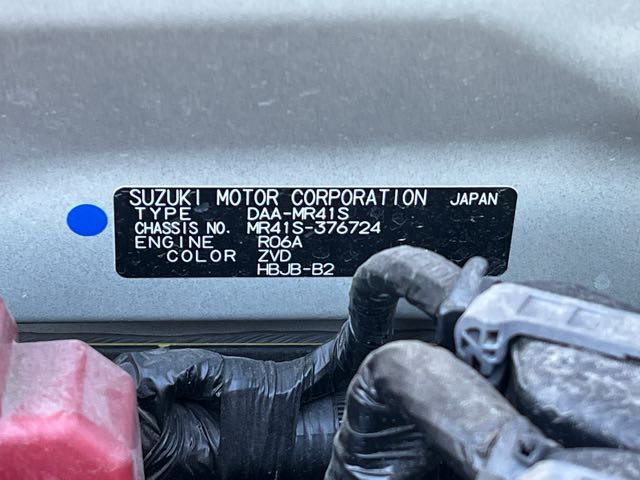 SUZUKI MOTOR CORPORATION JAPAN
TYPE DAA-MR41S
CHASSIS NO. MR41S-376724
ENGINE R06A
COLOR ZVD
HBJB-B2